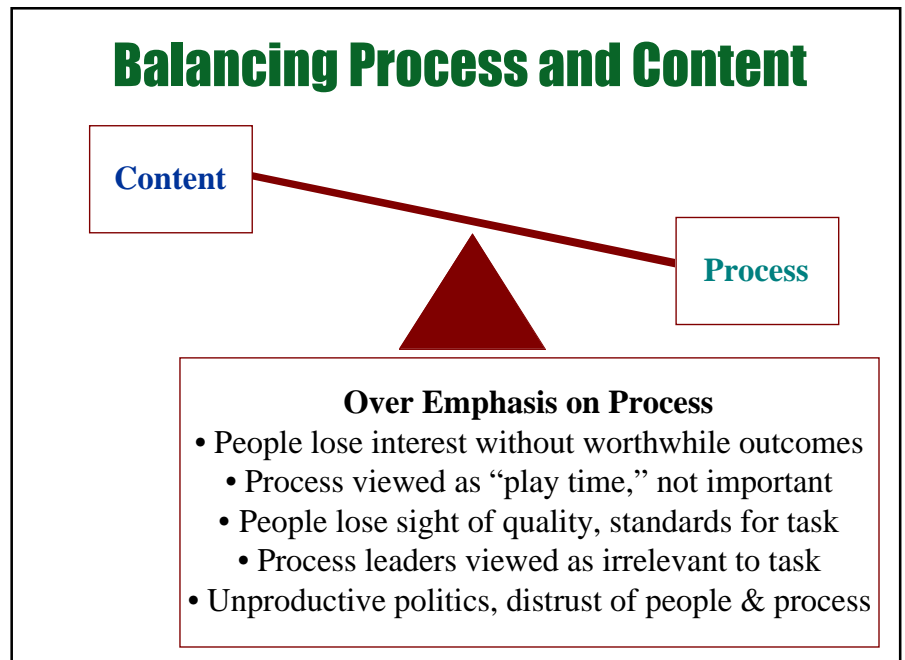 Balancing Process and Content
Content
Process
Over Emphasis on Process
• People lose interest without worthwhile outcomes
• Process viewed as “play time,” not important
• People lose sight of quality, standards for task
• Process leaders viewed as irrelevant to task
• Unproductive politics, distrust of people & process